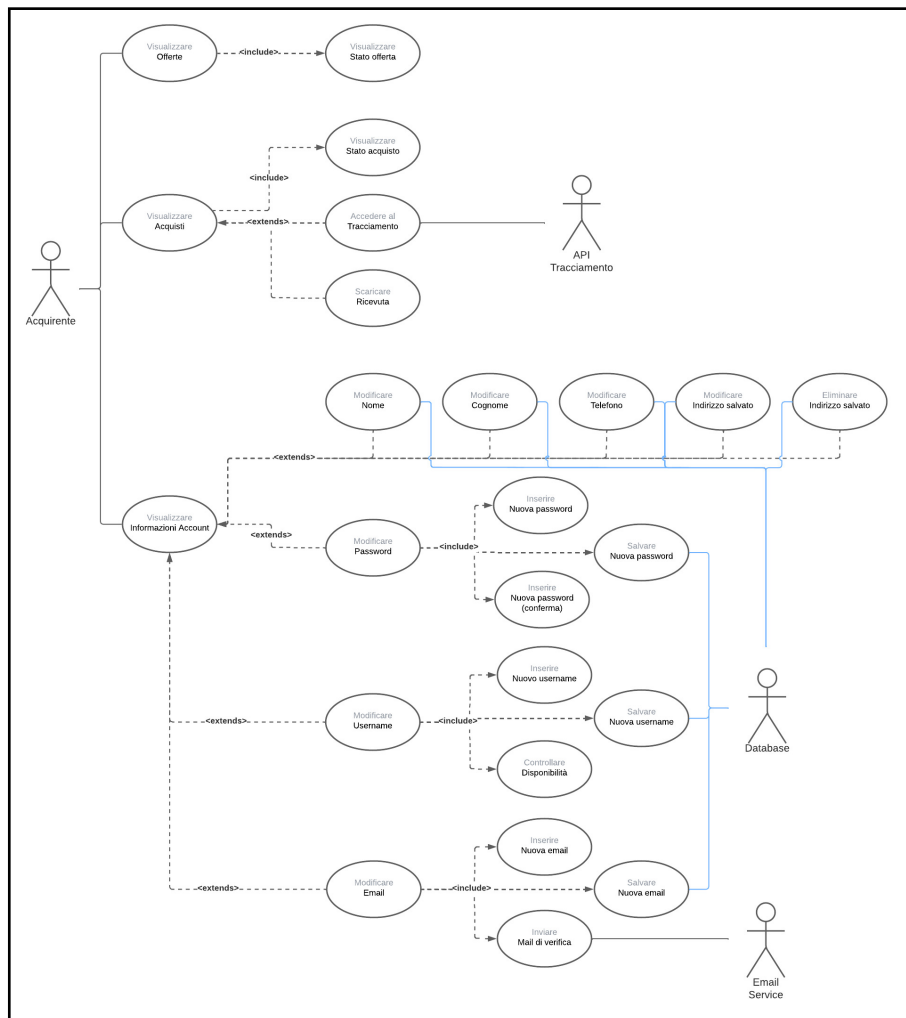 Visualizzare
Offerte
<include>
Visualizzare
Stato offerta
Visualizzare
Stato acquisto
<include>
Visualizzare
Acquisti
<extends>
Accedere al
Tracciamento
API
Tracciamento
Scaricare
Ricevuta
Acquirente
Modificare
Nome
Modificare
Cognome
Modificare
Telefono
Modificare
Indirizzo salvato
Eliminare
Indirizzo salvato
<extends>
Visualizzare
Informazioni Account
<extends>
Modificare
Password
<include>
Inserire
Nuova password
Salvare
Nuova password
Inserire
Nuova password
(conferma)
<extends>
Modificare
Username
<include>
Inserire
Nuovo username
Salvare
Nuova username
Controllare
Disponibilità
Database
<extends>
Modificare
Email
<include>
Inserire
Nuova email
Salvare
Nuova email
Inviare
Mail di verifica
Email
Service